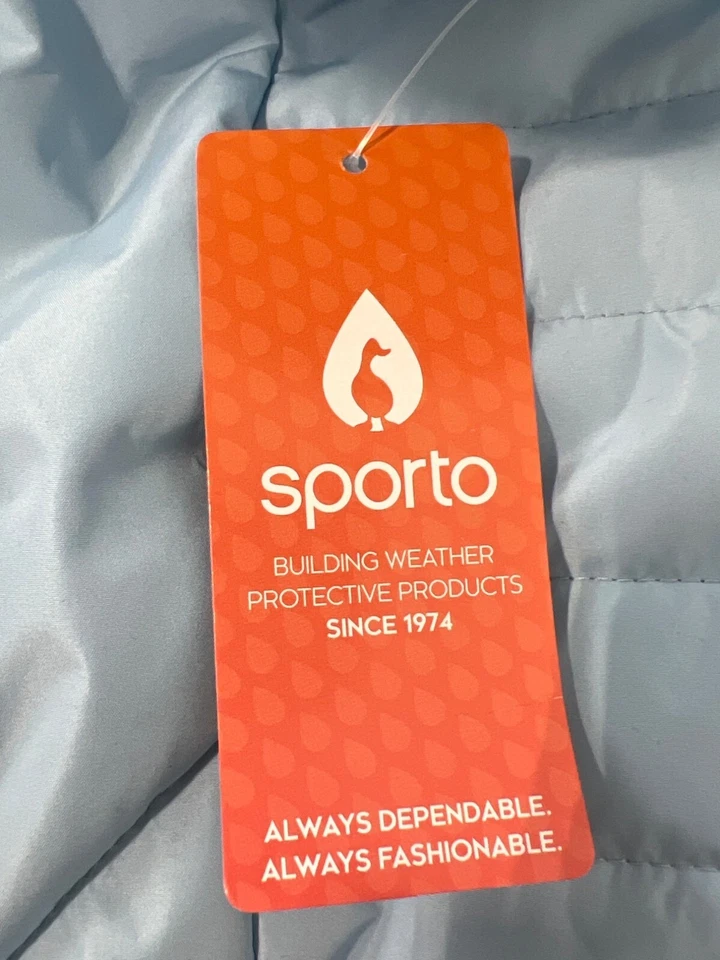 sporto
BUILDING WEATHER
PROTECTIVE PRODUCTS
SINCE 1974
ALWAYS DEPENDABLE.
ALWAYS FASHIONABLE.